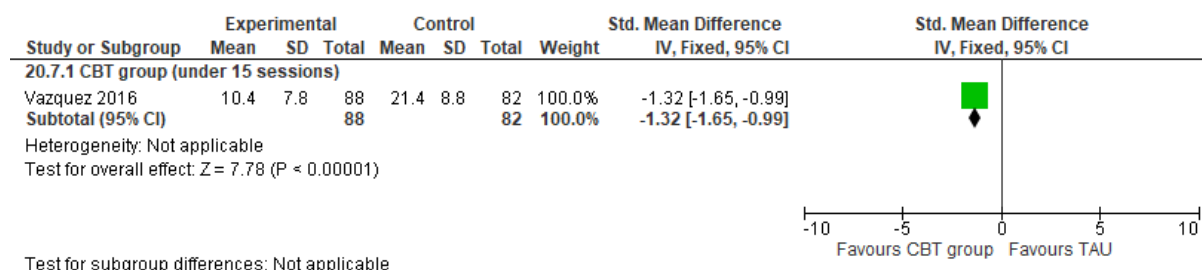 Experimental Control Std. Mean Difference Std. Mean Difference
Study or Subgroup Mean SD Total Mean SD Total Weight IV, Fixed, 95% CI IV, Fixed, 95% CI
20.7.1 CBT group (under 15 sessions)
Vazquez 2016 10.4 7.8 88 21.4 8.8 82 100.0% -1.32 [-1.65, -0.99]
Subtotal (95% CI) 88 82 100.0% -1.32 [-1.65, -0.99]
Heterogeneity: Not applicable
Test for overall effect: Z = 7.78 (P < 0.00001)
-10 -5 0 5 10
Favours CBT group Favours TAU
Test for subgroup differences: Not applicable